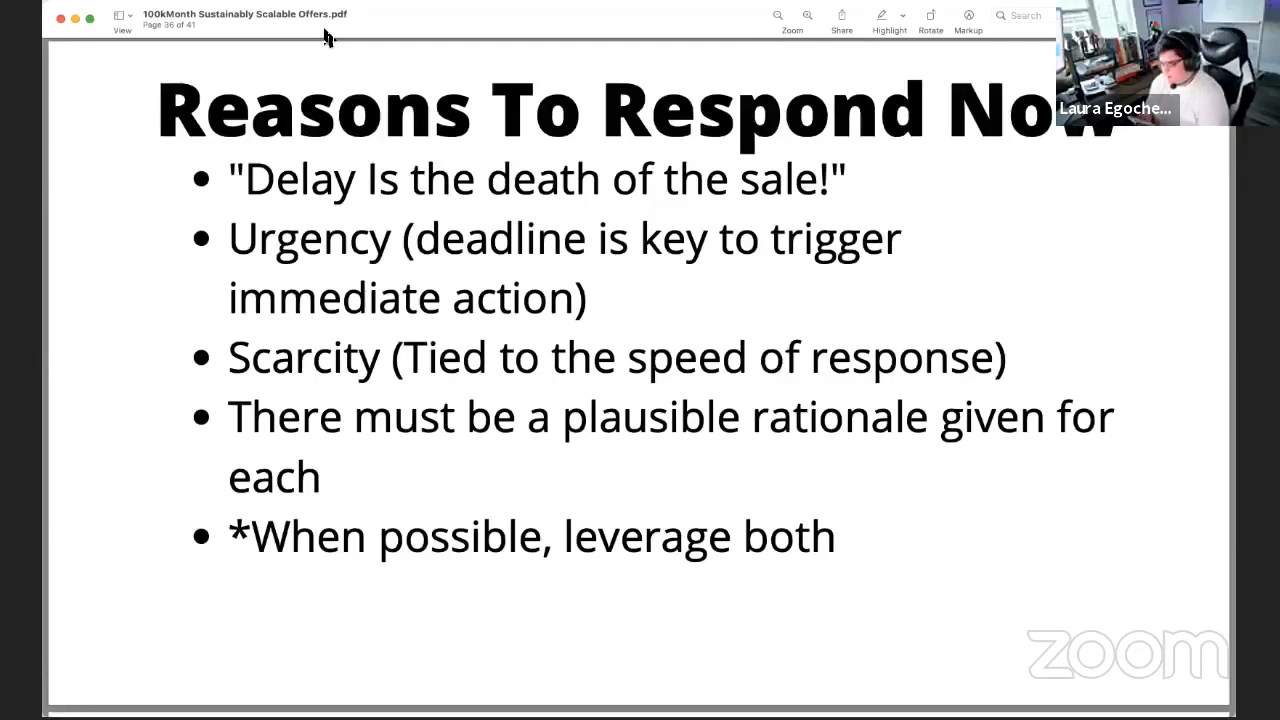 100kMonth Sustainably Scalable Offers.pdf
Page 36 of 41
View
Zoom
Share
Highlight
Rotate
Markup
Search
Laura Egoche...
Reasons To Respond Now
• "Delay Is the death of the sale!"
• Urgency (deadline is key to trigger
immediate action)
• Scarcity (Tied to the speed of response)
• There must be a plausible rationale given for
each
• *When possible, leverage both
zoom